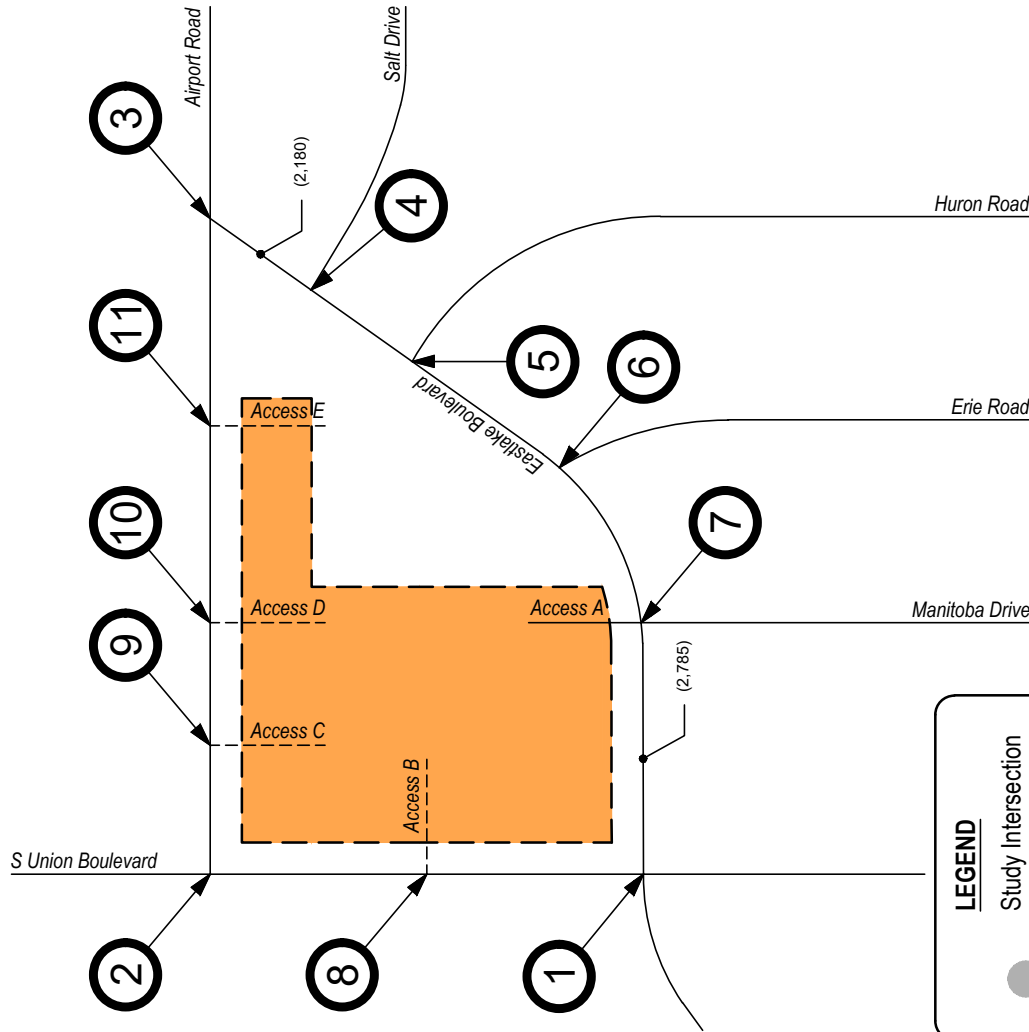 Airport Road
Salt Drive
3
(2,180)
4
11
Huron Road
5
6
Eastlake Boulevard
Access E
Erie Road
10
7
Access D
Access A
Manitoba Drive
9
(2,785)
Access C
Access B
S Union Boulevard
2
8
1
LEGEND
Study Intersection